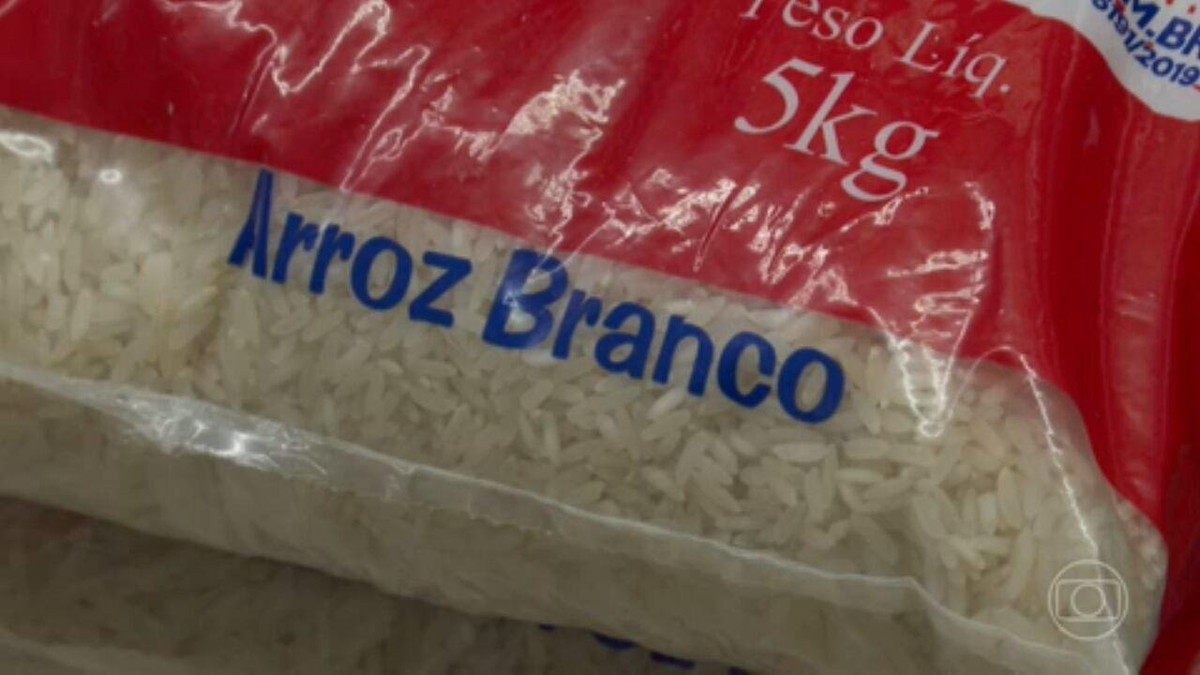 Peso Líq.
5kg
Arroz Branco